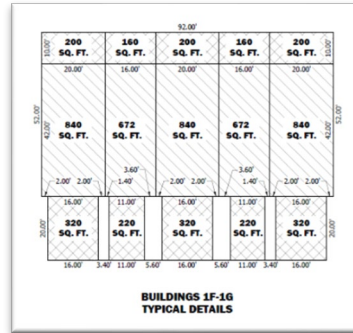 92.00'
200 160 200 160 200
SQ. FT. SQ. FT. SQ. FT. SQ. FT. SQ. FT.
10.00' 10.00'
20.00' 16.00' 20.00' 16.00' 20.00'
52.00' 42.00' 42.00' 52.00'
840 672 840 672 840
SQ. FT. SQ. FT. SQ. FT. SQ. FT. SQ. FT.
3.60' 3.60'
2.00' 2.00' 1.40' 1.40' 2.00' 2.00'
16.00' 11.00' 16.00' 11.00' 16.00'
20.00' 20.00'
320 220 320 220 320
SQ. FT. SQ. FT. SQ. FT. SQ. FT. SQ. FT.
16.00' 3.40' 11.00' 5.60' 16.00' 5.60' 11.00' 3.40' 16.00'
BUILDINGS 1F-1G
TYPICAL DETAILS